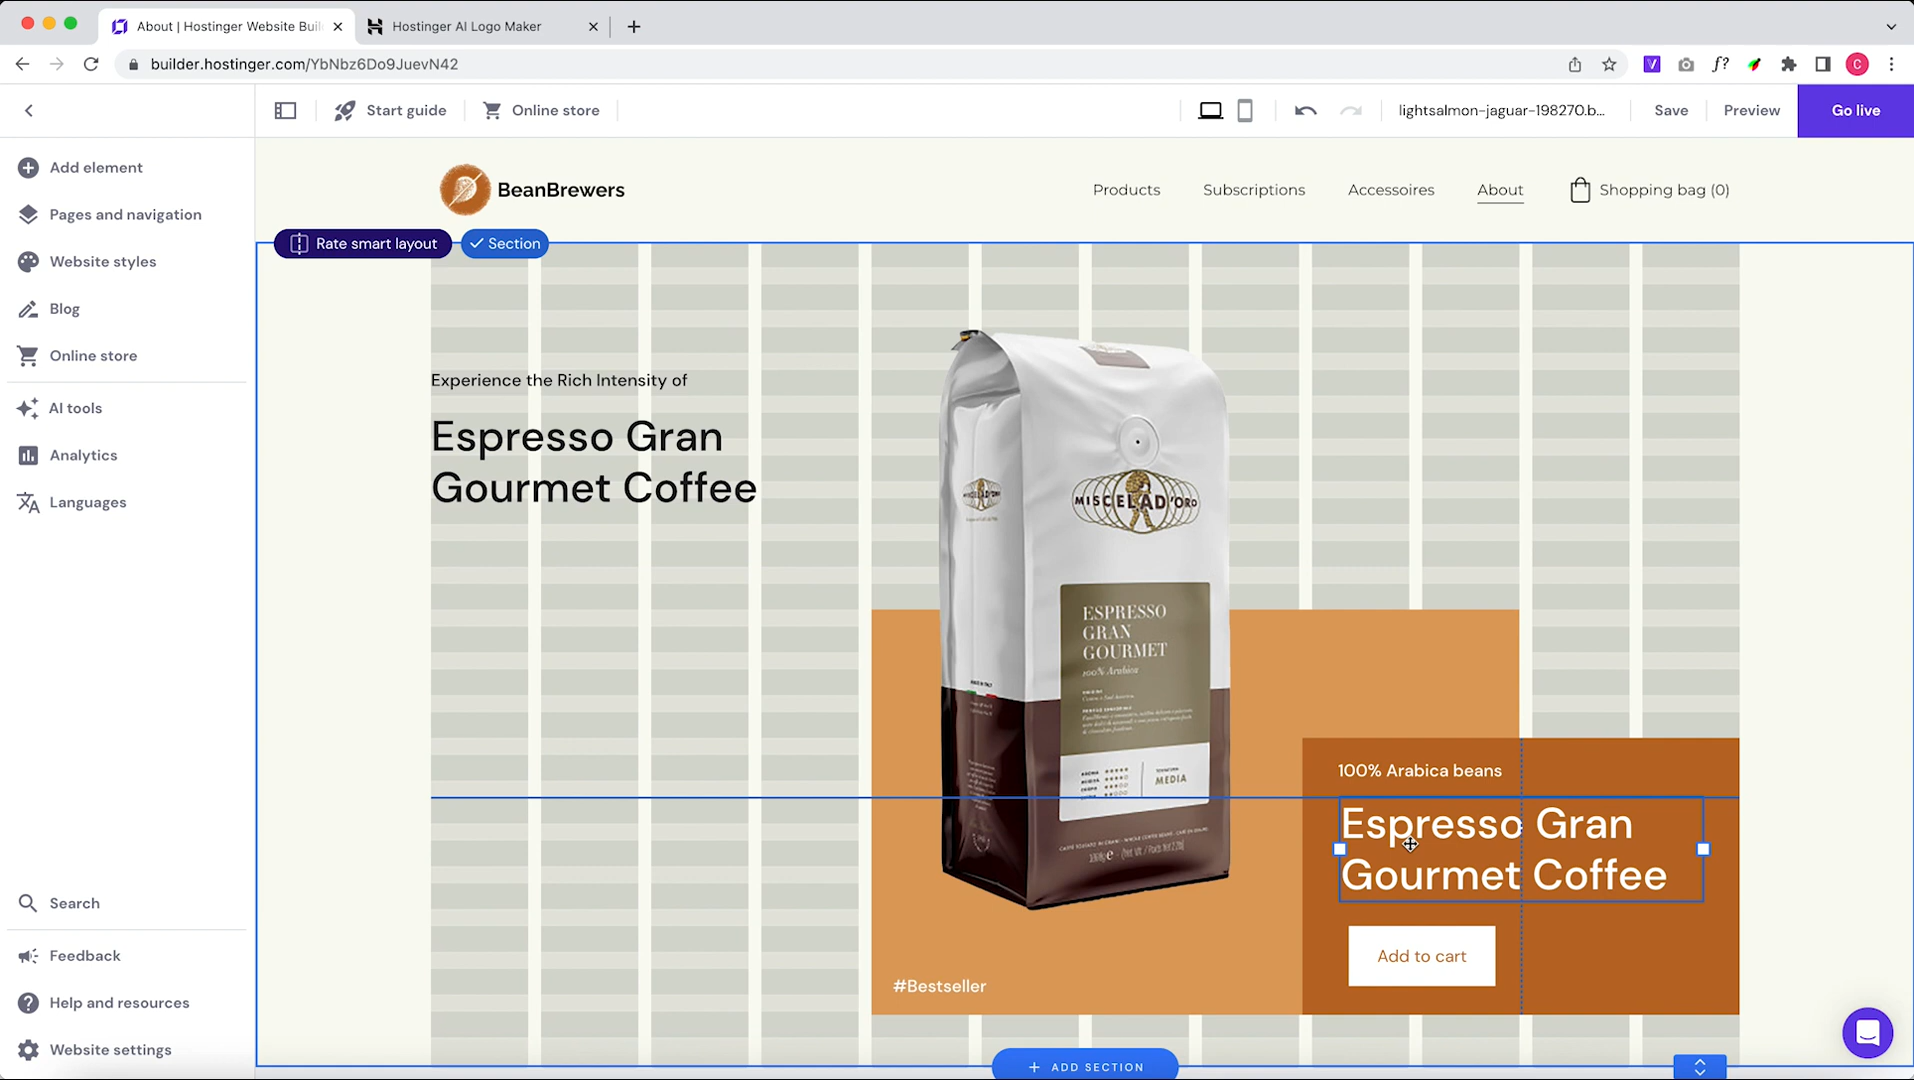 About | Hostinger Website Buil
Hostinger AI Logo Maker
builder.hostinger.com/YbNbz6Do9JuevN42
f?
C
Start guide
Online store
lightsalmon-jaguar-198270.b...
Save
Preview
Go live
Add element
Pages and navigation
Website styles
Blog
Online store
AI tools
Analytics
Languages
Search
Feedback
Help and resources
Website settings
BeanBrewers
Products
Subscriptions
Accessoires
About
Shopping bag (0)
Rate smart layout
Section
Experience the Rich Intensity of
Espresso Gran
Gourmet Coffee
MISCELA D'ORO
ESPRESSO
GRAN
GOURMET
100% Arabica
MEDIA
#Bestseller
100% Arabica beans
Espresso Gran
Gourmet Coffee
Add to cart
ADD SECTION